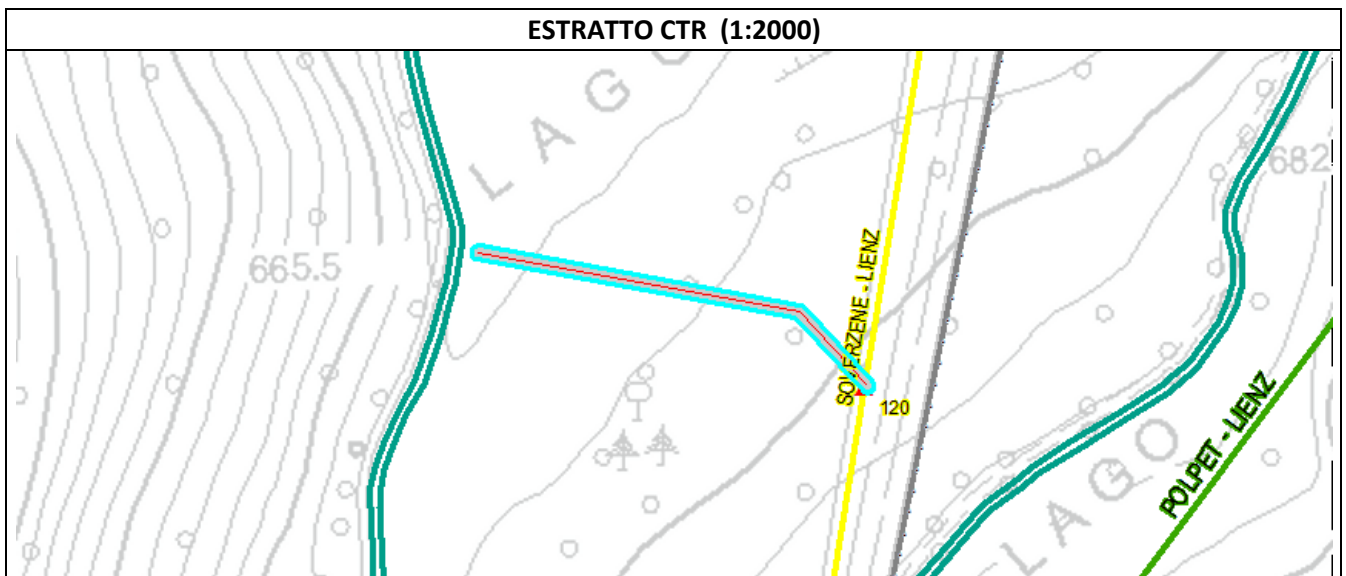 ESTRATTO CTR (1:2000)
LAGO
682
665.5
SOVERZENE - LIENZ
120
POLPET - LIENZ
LAGO